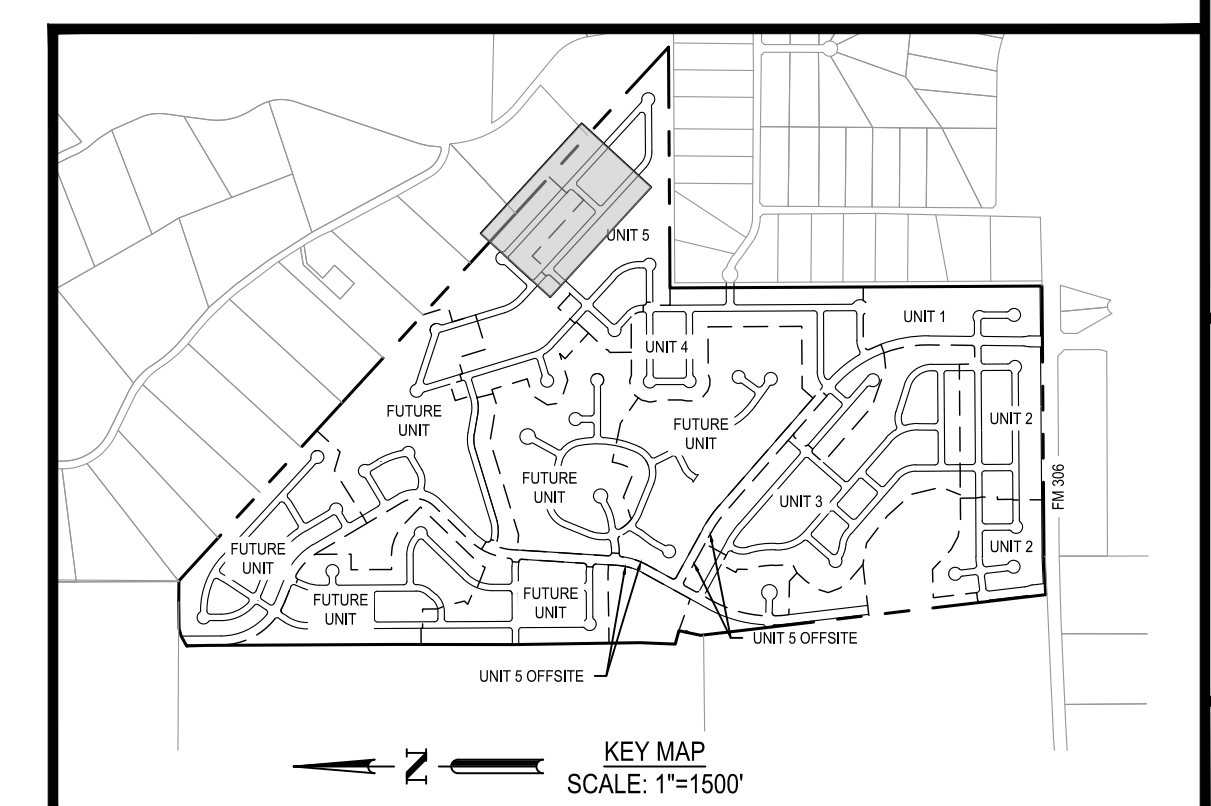 UNIT 5
UNIT 1
UNIT 4
FUTURE
UNIT
FUTURE
UNIT
UNIT 2
FUTURE
UNIT
UNIT 3
FM 306
FUTURE
UNIT
UNIT 2
FUTURE
UNIT
FUTURE
UNIT
UNIT 5 OFFSITE
UNIT 5 OFFSITE
N
KEY MAP
SCALE: 1"=1500'